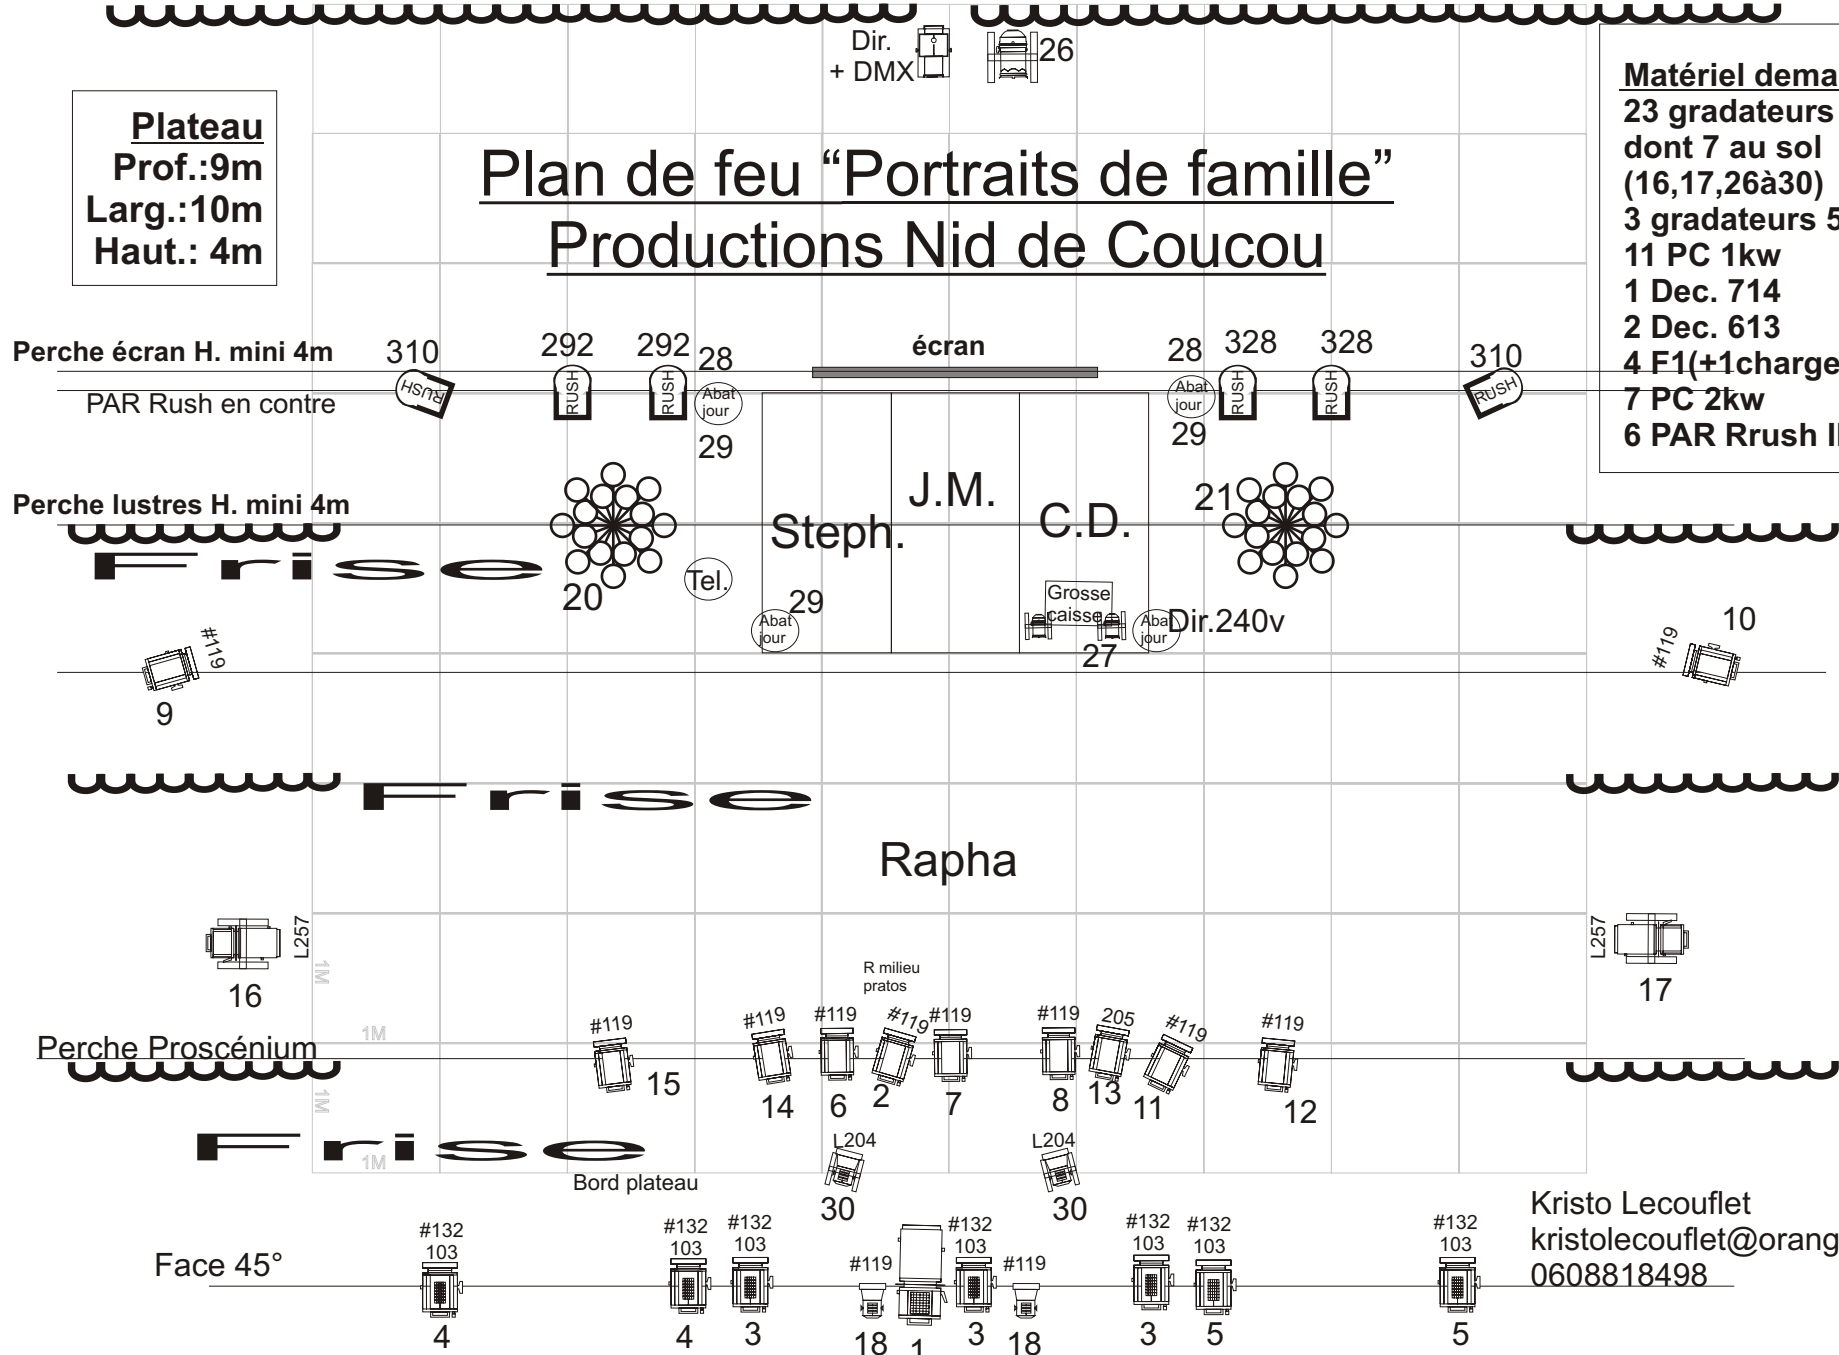 Dir.
+ DMX
26
Plateau
Prof.:9m
Larg.:10m
Haut.: 4m
Plan de feu “Portraits de famille”
Productions Nid de Coucou
Matériel dema
23 gradateurs
dont 7 au sol
(16,17,26à30)
3 gradateurs 5
11 PC 1kw
1 Dec. 714
2 Dec. 613
4 F1(+1charge
7 PC 2kw
6 PAR Rrush
Perche écran H. mini 4m
310
292
292
28
écran
28
328
328
310
RUSH
RUSH
RUSH
RUSH
RUSH
RUSH
PAR Rush en contre
Abat
jour
Abat
jour
29
29
Perche lustres H. mini 4m
Frise
20
21
Steph.
J.M.
C.D.
Tel.
29
Abat
jour
Grosse
caisse
Abat
jour
Dir.240v
27
#119
9
#119
10
Frise
Rapha
L257
16
L257
17
1M
R milieu
pratos
Perche Proscénium
1M
#119
#119
#119
#119
#119
#119
205
#119
#119
15
14
6
2
7
8
13
11
12
1M
Frise
1M
Bord plateau
L204
L204
30
30
Face 45°
#132
103
#132
103
#132
103
#119
#132
103
#119
#132
103
#132
103
#132
103
4
4
3
18
1
3
18
3
5
5
Kristo Lecouflet
kristolecouflet@orang
0608818498